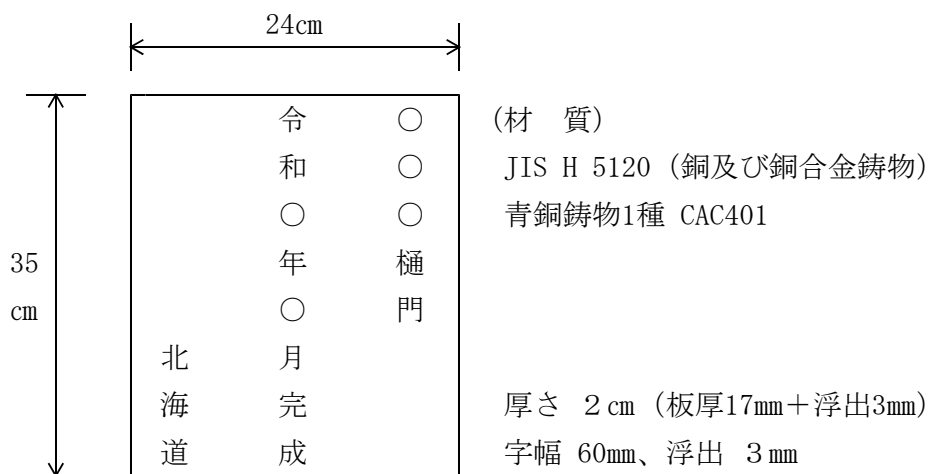 24cm
35
cm
○○○樋門
令和○年○月完成
北海道
(材　質)
JIS H 5120 (銅及び銅合金鋳物)
青銅鋳物1種 CAC401
厚さ ２cm (板厚17mm＋浮出3mm)
字幅 60mm、浮出 ３mm